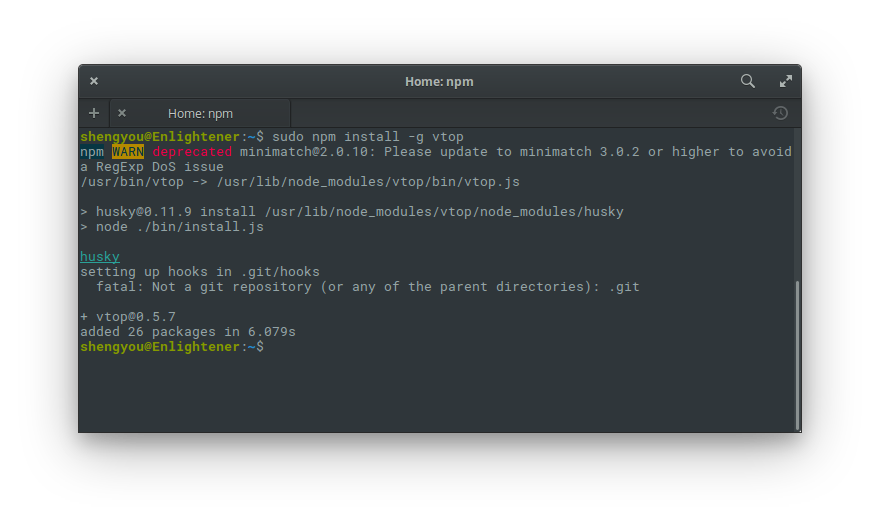 Home: npm
Home: npm
shengyou@Enlightener:~$ sudo npm install -g vtop
npm WARN deprecated minimatch@2.0.10: Please update to minimatch 3.0.2 or higher to avoid
a RegExp DoS issue
/usr/bin/vtop -> /usr/lib/node_modules/vtop/bin/vtop.js
> husky@0.11.9 install /usr/lib/node_modules/vtop/node_modules/husky
> node ./bin/install.js
husky
setting up hooks in .git/hooks
  fatal: Not a git repository (or any of the parent directories): .git
+ vtop@0.5.7
added 26 packages in 6.079s
shengyou@Enlightener:~$